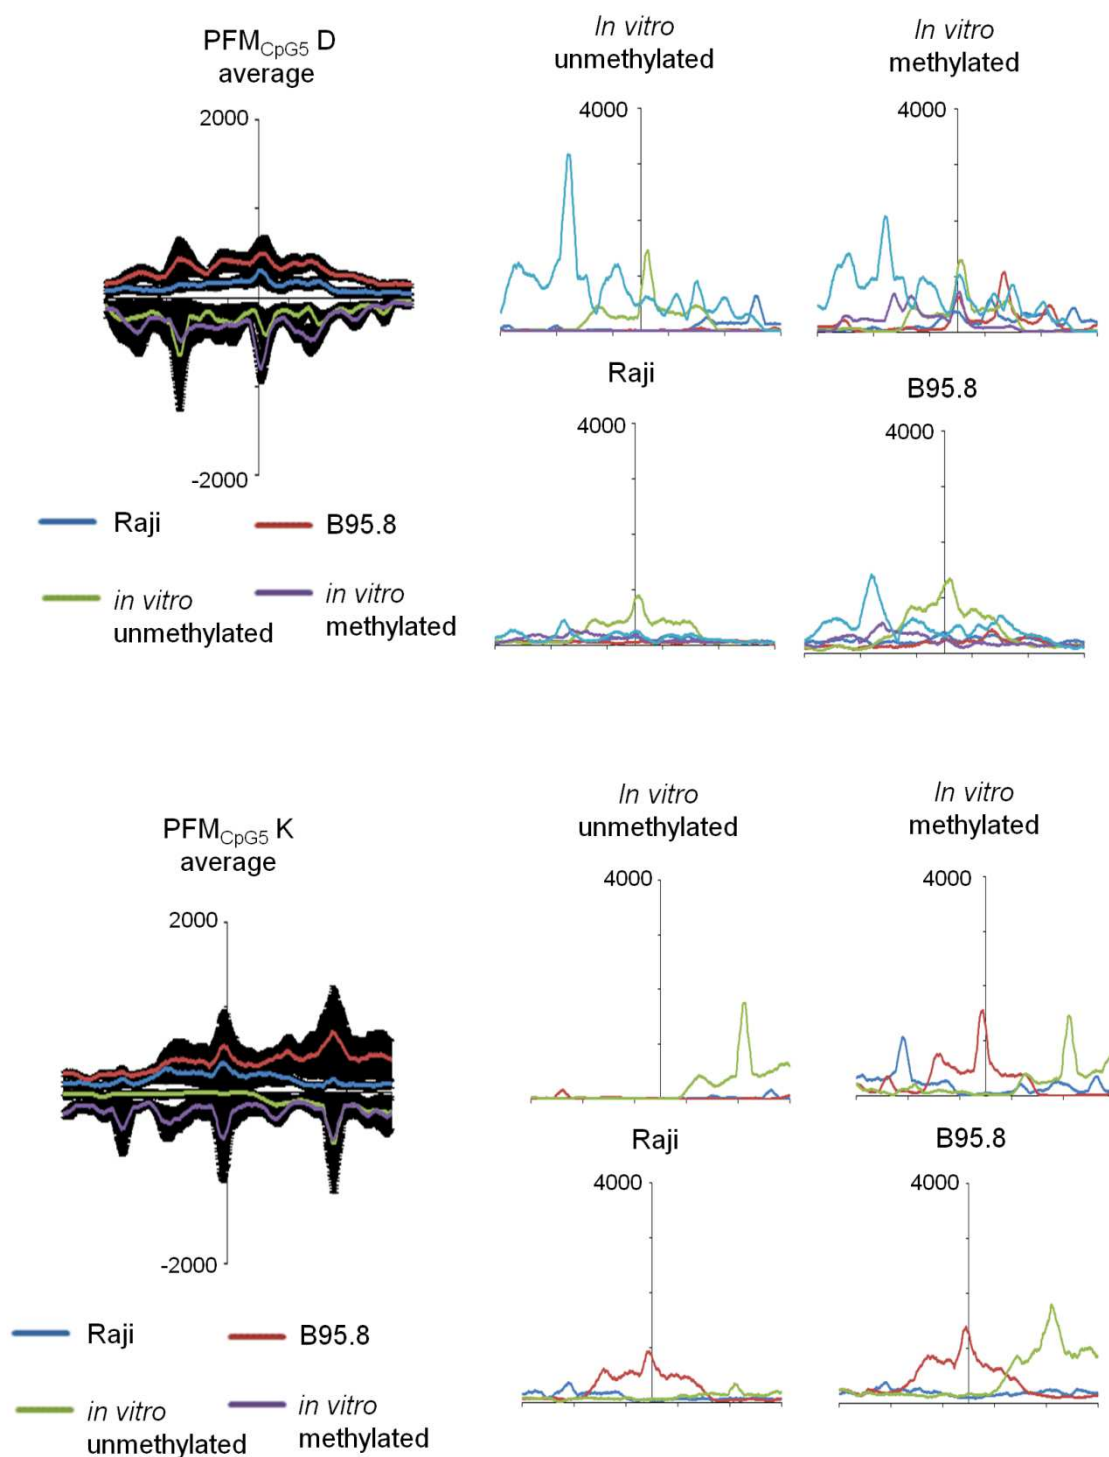 PFMCpG5 D
average
2000
-2000
Raji
B95.8
in vitro
unmethylated
in vitro
methylated
In vitro
unmethylated
4000
In vitro
methylated
4000
Raji
4000
B95.8
4000
PFMCpG5 K
average
2000
-2000
Raji
B95.8
in vitro
unmethylated
in vitro
methylated
In vitro
unmethylated
4000
In vitro
methylated
4000
Raji
4000
B95.8
4000